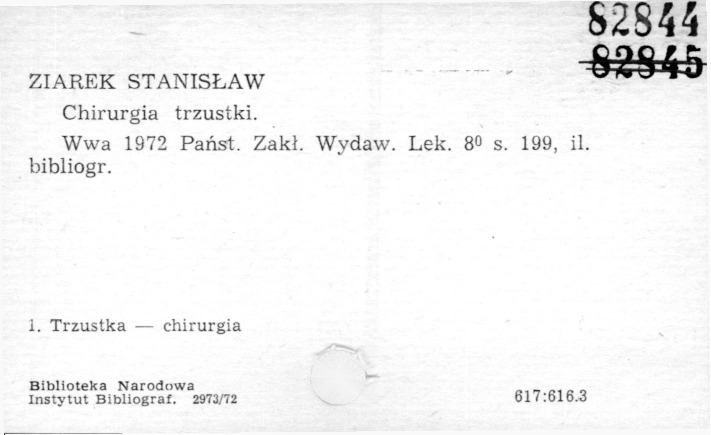 82844
82845
ZIAREK STANISŁAW
Chirurgia trzustki.
Wwa 1972 Państ. Zakł. Wydaw. Lek. 8⁰ s. 199, il.
bibliogr.
1. Trzustka — chirurgia
Biblioteka Narodowa
Instytut Bibliograf. 2973/72
617:616.3